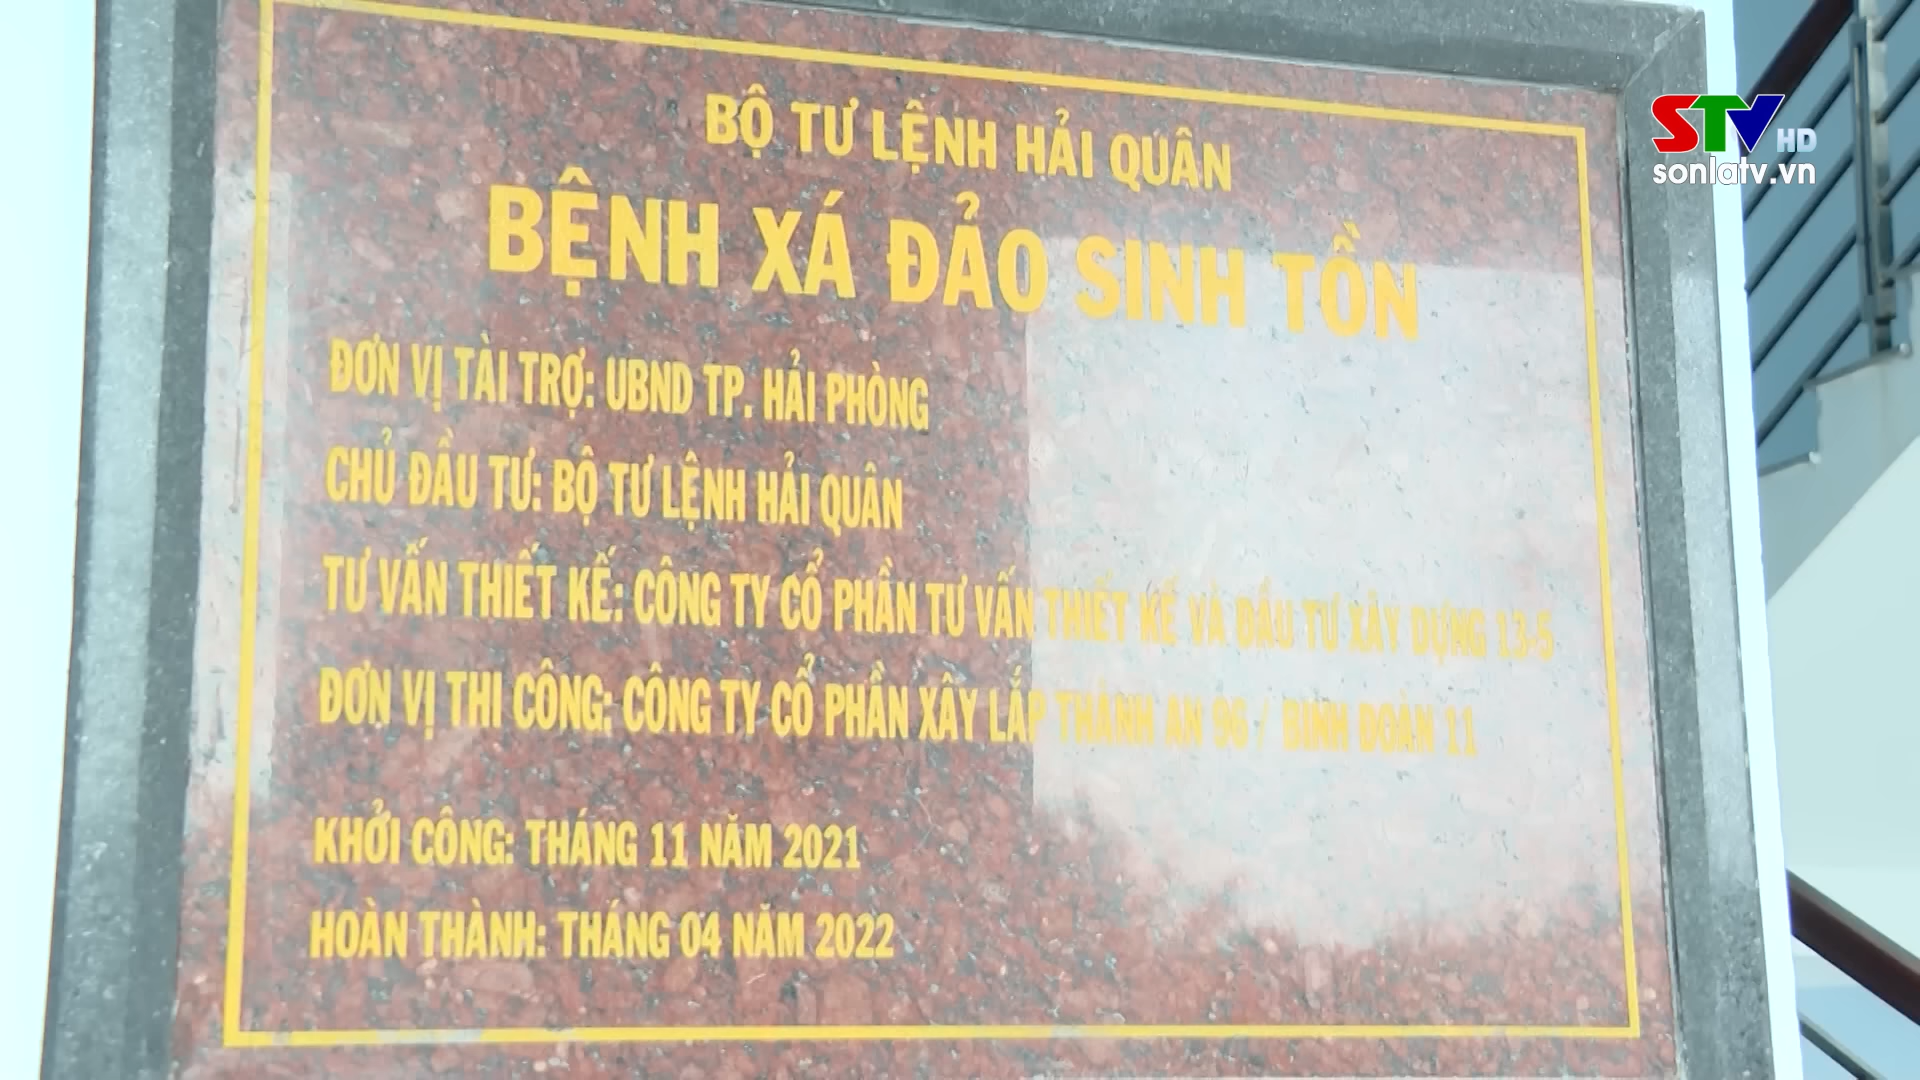 BỘ TƯ LỆNH HẢI QUÂN
BỆNH XÁ ĐẢO SINH TỒN
ĐƠN VỊ TÀI TRỢ: UBND TP. HẢI PHÒNG
CHỦ ĐẦU TƯ: BỘ TƯ LỆNH HẢI QUÂN
TƯ VẤN THIẾT KẾ: CÔNG TY CỔ PHẦN TƯ VẤN THIẾT KẾ VÀ ĐẦU TƯ XÂY DỰNG 13-5
ĐƠN VỊ THI CÔNG: CÔNG TY CỔ PHẦN XÂY LẮP THÀNH AN 96 / BINH ĐOÀN 11
KHỞI CÔNG: THÁNG 11 NĂM 2021
HOÀN THÀNH: THÁNG 04 NĂM 2022
STV HD
sonlatv.vn